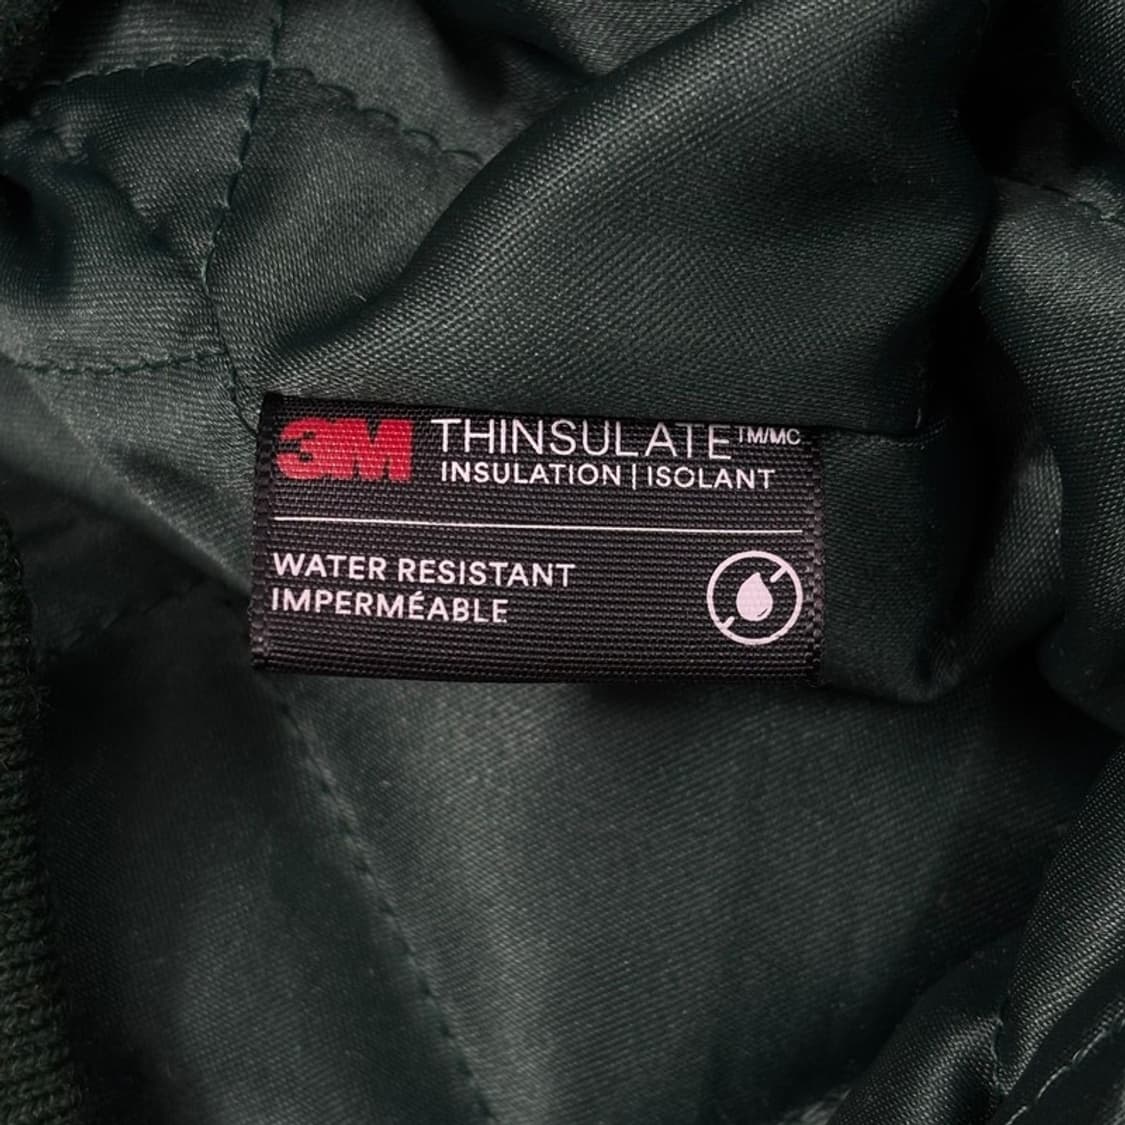 3M THINSULATE™/MC
INSULATION | ISOLANT
WATER RESISTANT
IMPERMÉABLE